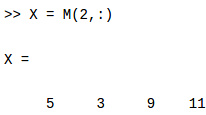 >> X = M(2,:)
X =
5 3 9 11